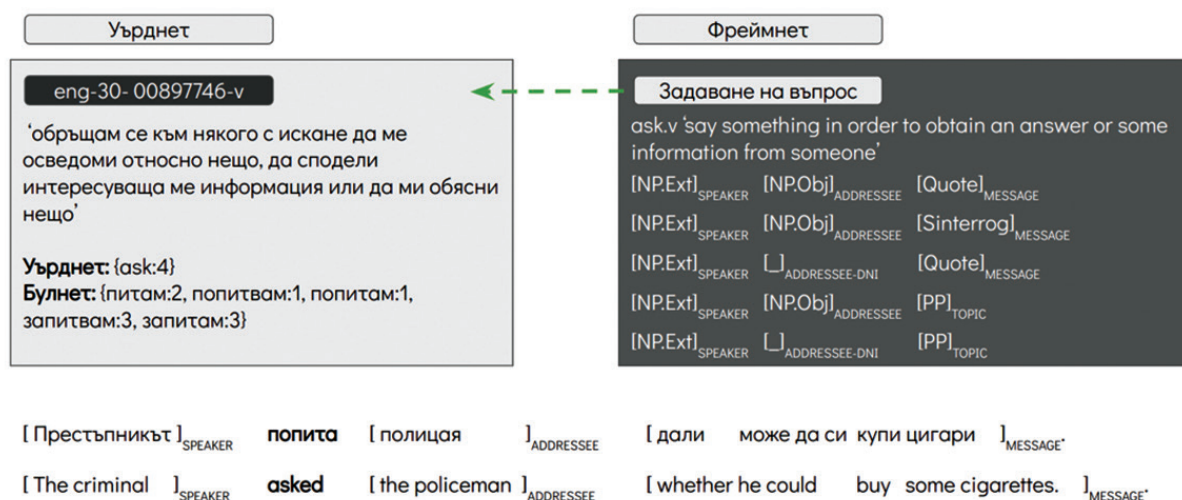 Уърднет
Фреймнет
eng-30- 00897746-v
‘обръщам се към някого с искане да ме
осведоми относно нещо, да сподели
интересуваща ме информация или да ми обясни
нещо’
Уърднет: {ask:4}
Булнет: {питам:2, попитвам:1, попитам:1,
запитвам:3, запитам:3}
Задаване на въпрос
ask.v ‘say something in order to obtain an answer or some
information from someone’
[NP.Ext]SPEAKER [NP.Obj]ADDRESSEE [Quote]MESSAGE
[NP.Ext]SPEAKER [NP.Obj]ADDRESSEE [Sinterrog]MESSAGE
[NP.Ext]SPEAKER [_]ADDRESSEE-DNI [Quote]MESSAGE
[NP.Ext]SPEAKER [NP.Obj]ADDRESSEE [PP]TOPIC
[NP.Ext]SPEAKER [_]ADDRESSEE-DNI [PP]TOPIC
[ Престъпникът ]SPEAKER попита [ полицая ]ADDRESSEE [ дали може да си купи цигари ]MESSAGE.
[ The criminal ]SPEAKER asked [ the policeman ]ADDRESSEE [ whether he could buy some cigarettes. ]MESSAGE.